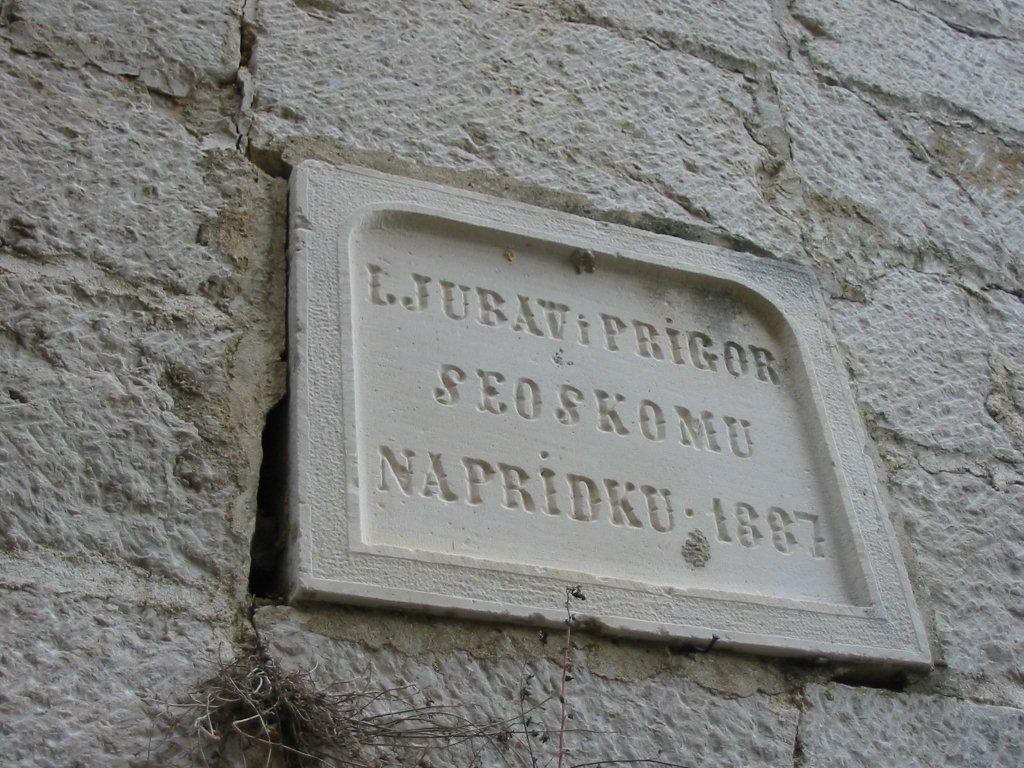 LJUBAV i PRİGOR
SEOSKOMU
NAPRİDKU · 1887